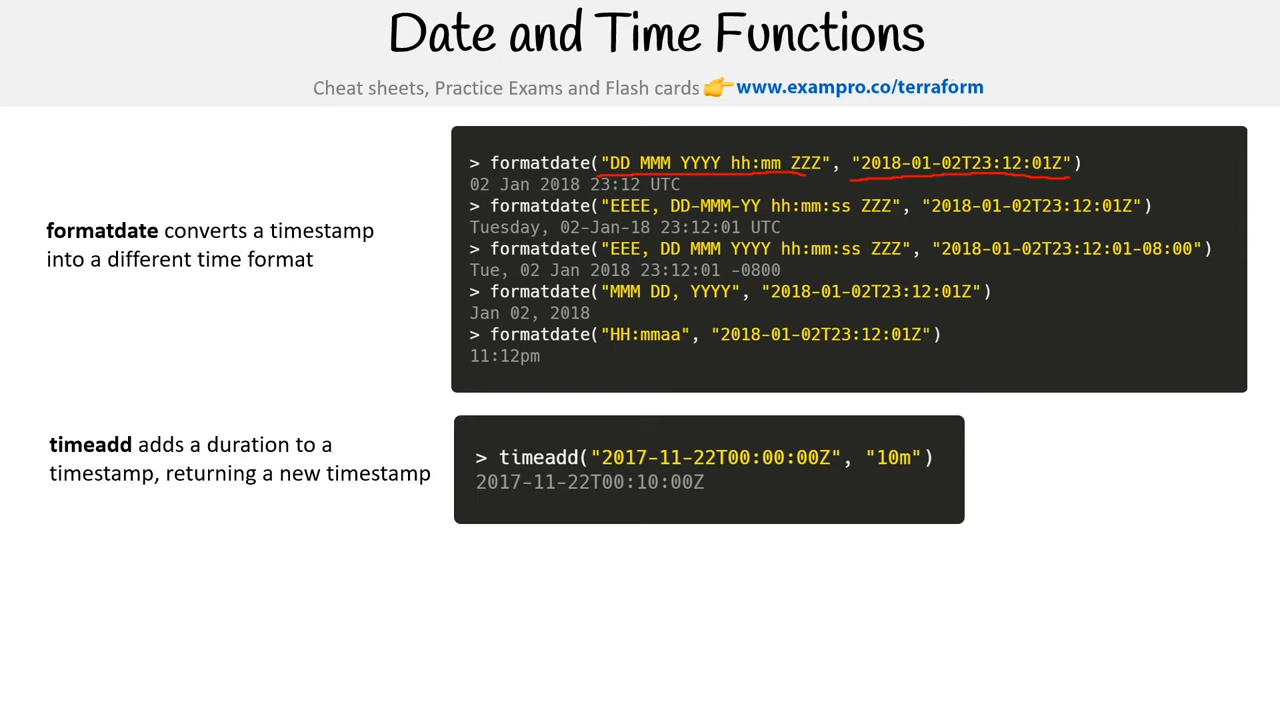 Date and Time Functions
Cheat sheets, Practice Exams and Flash cards 👉 www.exampro.co/terraform
formatdate converts a timestamp
into a different time format
> formatdate("DD MMM YYYY hh:mm ZZZ", "2018-01-02T23:12:01Z")
02 Jan 2018 23:12 UTC
> formatdate("EEEE, DD-MMM-YY hh:mm:ss ZZZ", "2018-01-02T23:12:01Z")
Tuesday, 02-Jan-18 23:12:01 UTC
> formatdate("EEE, DD MMM YYYY hh:mm:ss ZZZ", "2018-01-02T23:12:01-08:00")
Tue, 02 Jan 2018 23:12:01 -0800
> formatdate("MMM DD, YYYY", "2018-01-02T23:12:01Z")
Jan 02, 2018
> formatdate("HH:mmaa", "2018-01-02T23:12:01Z")
11:12pm
timeadd adds a duration to a
timestamp, returning a new timestamp
> timeadd("2017-11-22T00:00:00Z", "10m")
2017-11-22T00:10:00Z